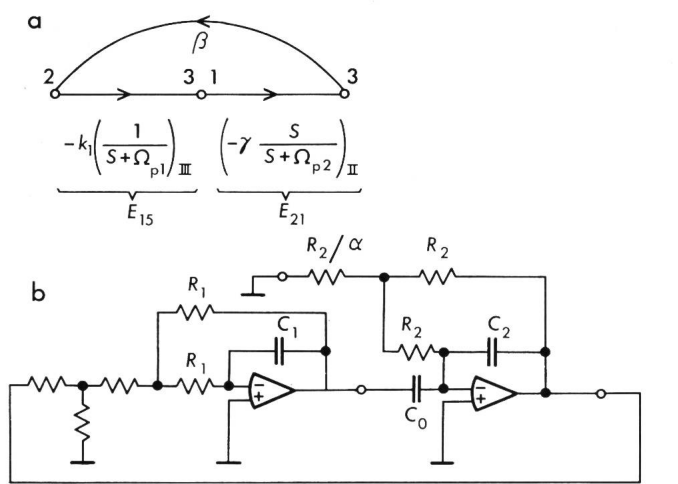 a
β
2 3 1 3
-k₁(1/(S+Ωp1))III (-γ S/(S+Ωp2))II
E₁₅ E₂₁
b
R₂/α R₂
R₁
C₁ R₂ C₂
R₁
− −
+ +
C₀